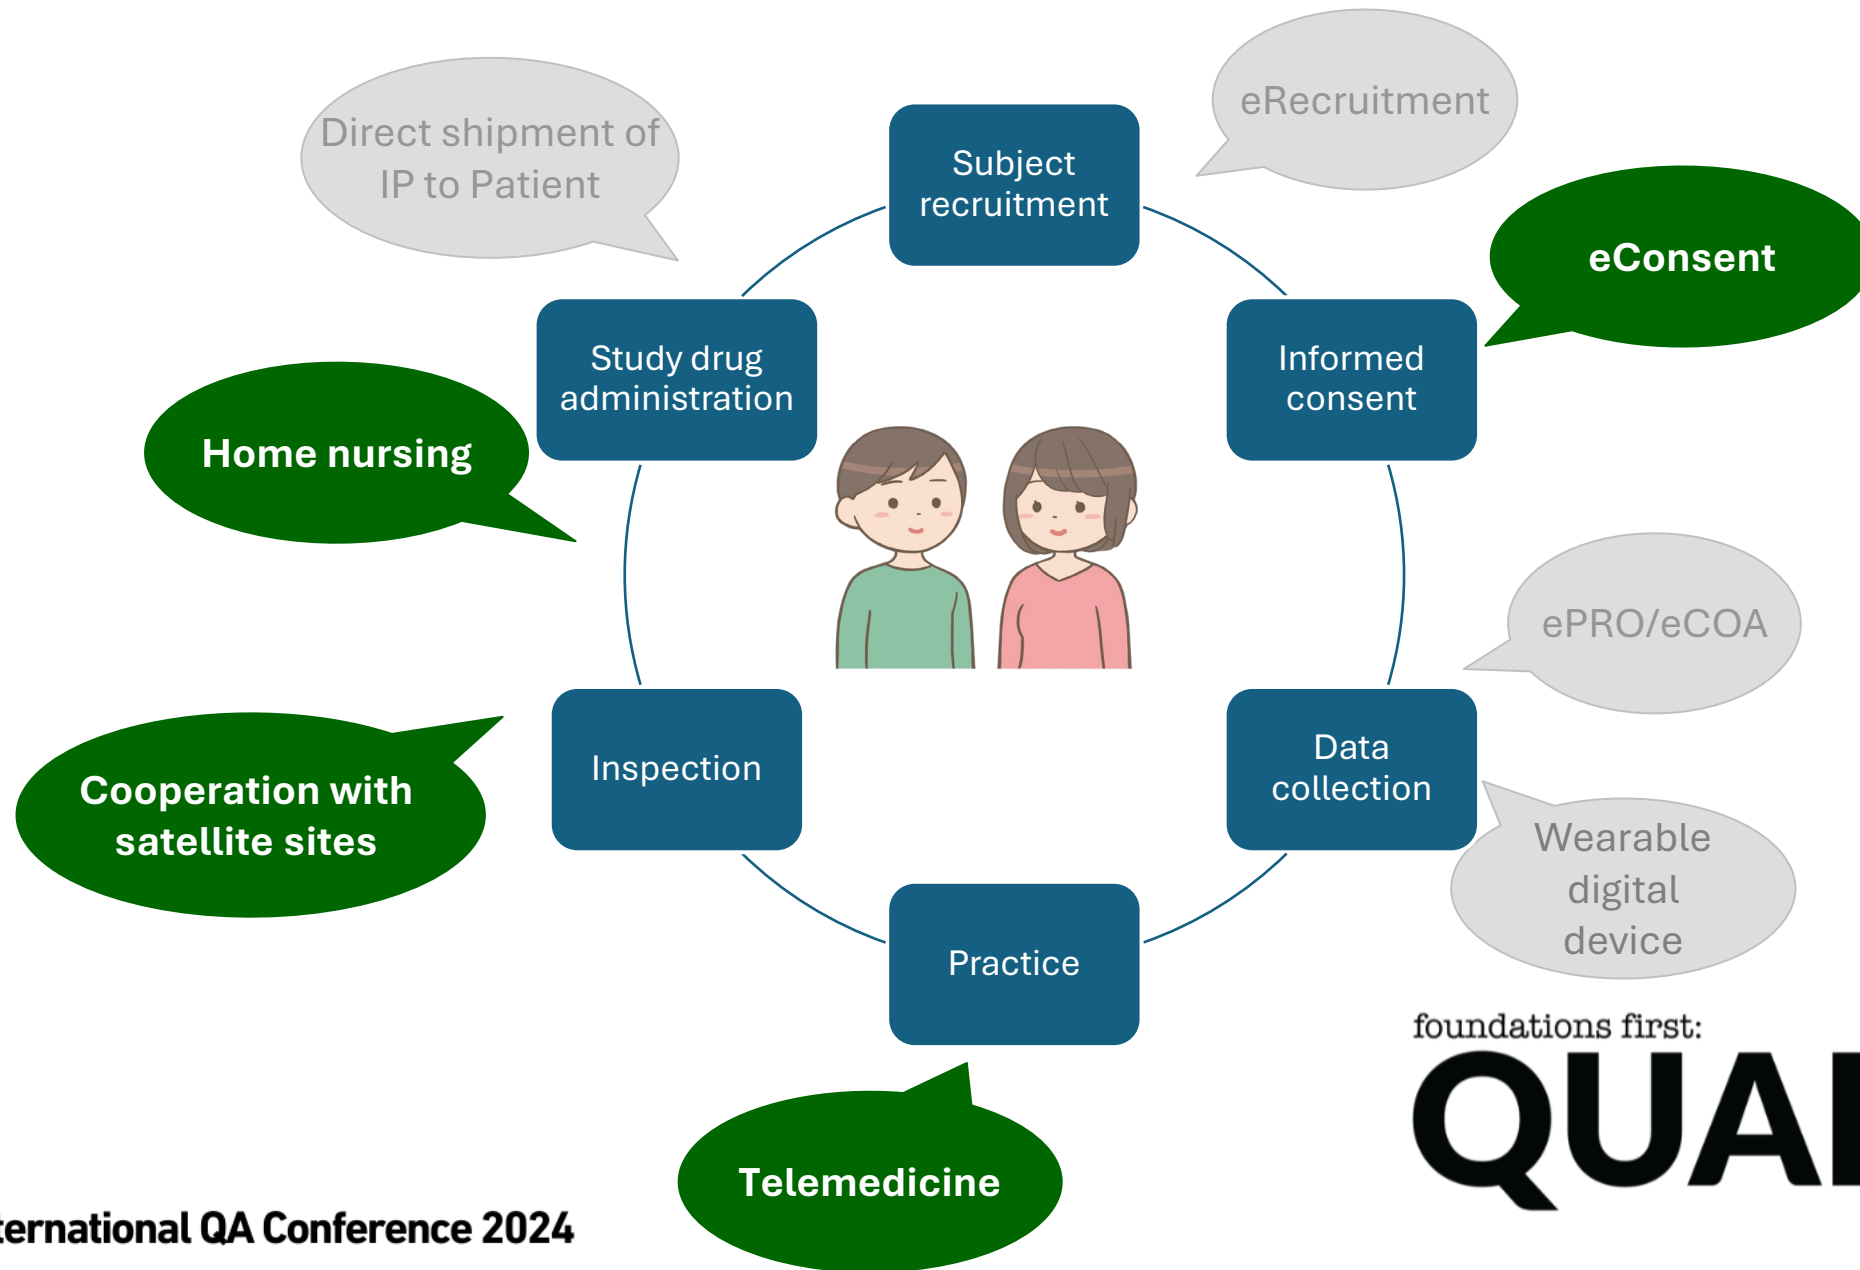 eRecruitment
Direct shipment of
IP to Patient
Subject
recruitment
eConsent
Study drug
administration
Informed
consent
Home nursing
ePRO/eCOA
Cooperation with
satellite sites
Inspection
Data
collection
Wearable
digital
device
Practice
foundations first:
QUAL
Telemedicine
ternational QA Conference 2024